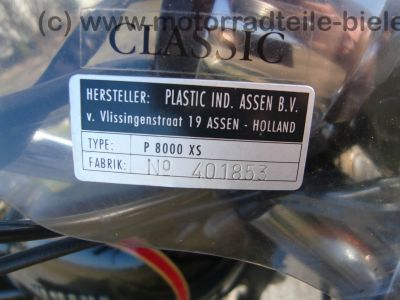 © www.motorradteile-biele
CLASSIC
HERSTELLER: PLASTIC IND. ASSEN B.V.
v. Vlissingenstraat 19 ASSEN - HOLLAND
TYPE: P 8000 XS
FABRIK: Nº 401853